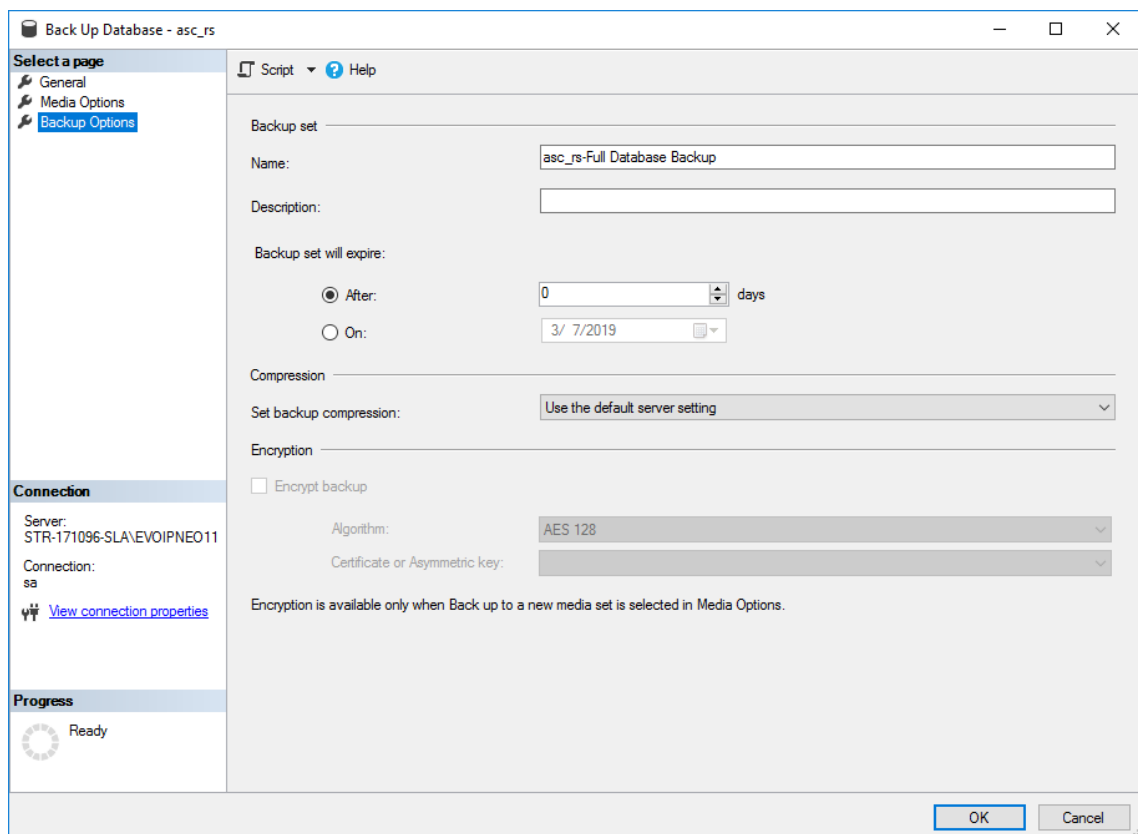 Back Up Database - asc_rs
Select a page
General
Media Options
Backup Options
Script
Help
Backup set
Name:
asc_rs-Full Database Backup
Description:
Backup set will expire:
After:
0
days
On:
3/ 7/2019
Compression
Set backup compression:
Use the default server setting
Encryption
Encrypt backup
Algorithm:
AES 128
Certificate or Asymmetric key:
Encryption is available only when Back up to a new media set is selected in Media Options.
Connection
Server:
STR-171096-SLA\EVOIPNEO11
Connection:
sa
View connection properties
Progress
Ready
OK
Cancel